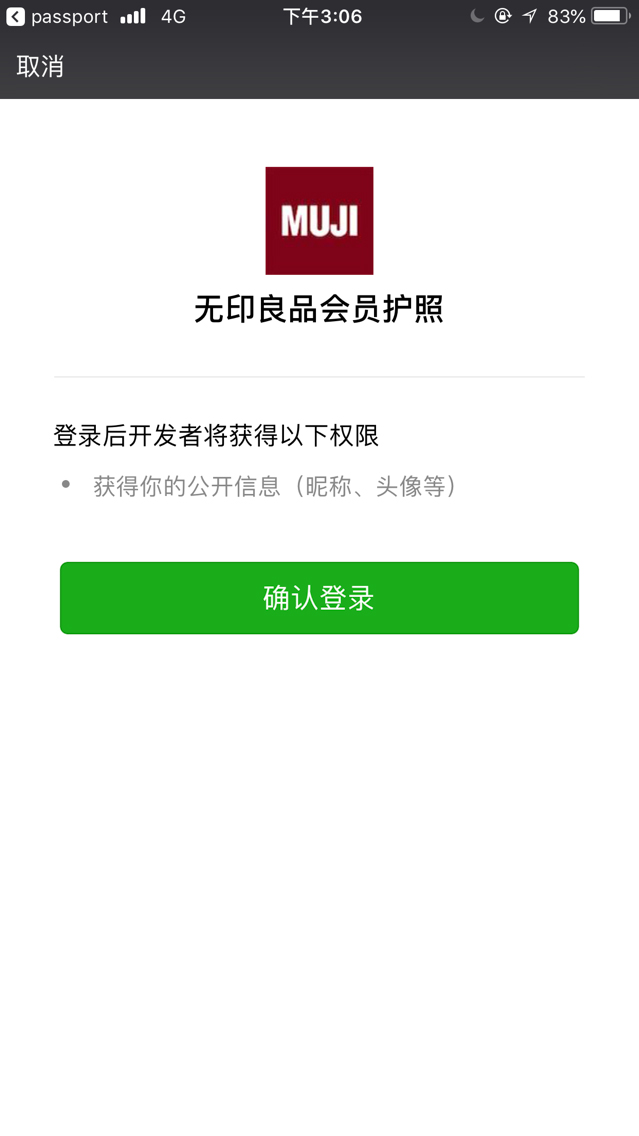 passport 4G 下午3:06 83%
取消
MUJI
无印良品会员护照
登录后开发者将获得以下权限
• 获得你的公开信息（昵称、头像等）
确认登录